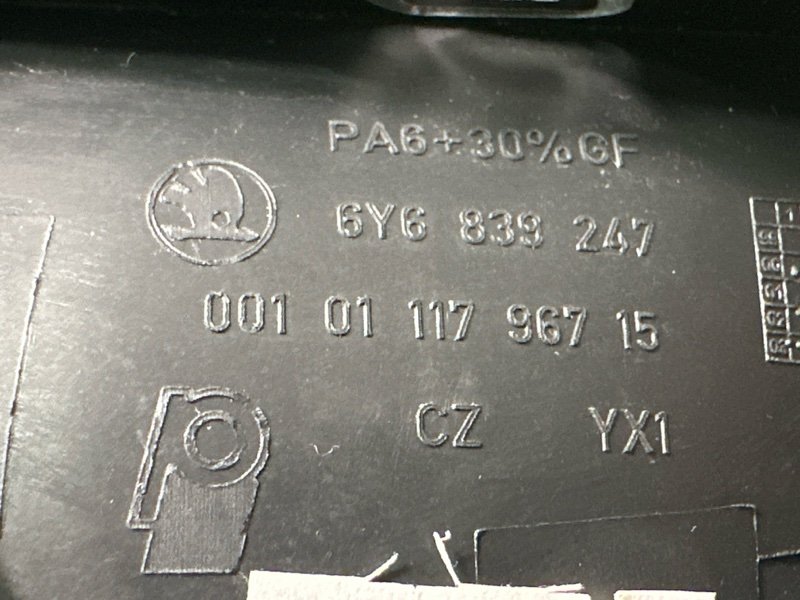 PA6+30%GF
6Y6 839 247
001 01 117 967 15
CZ YX1